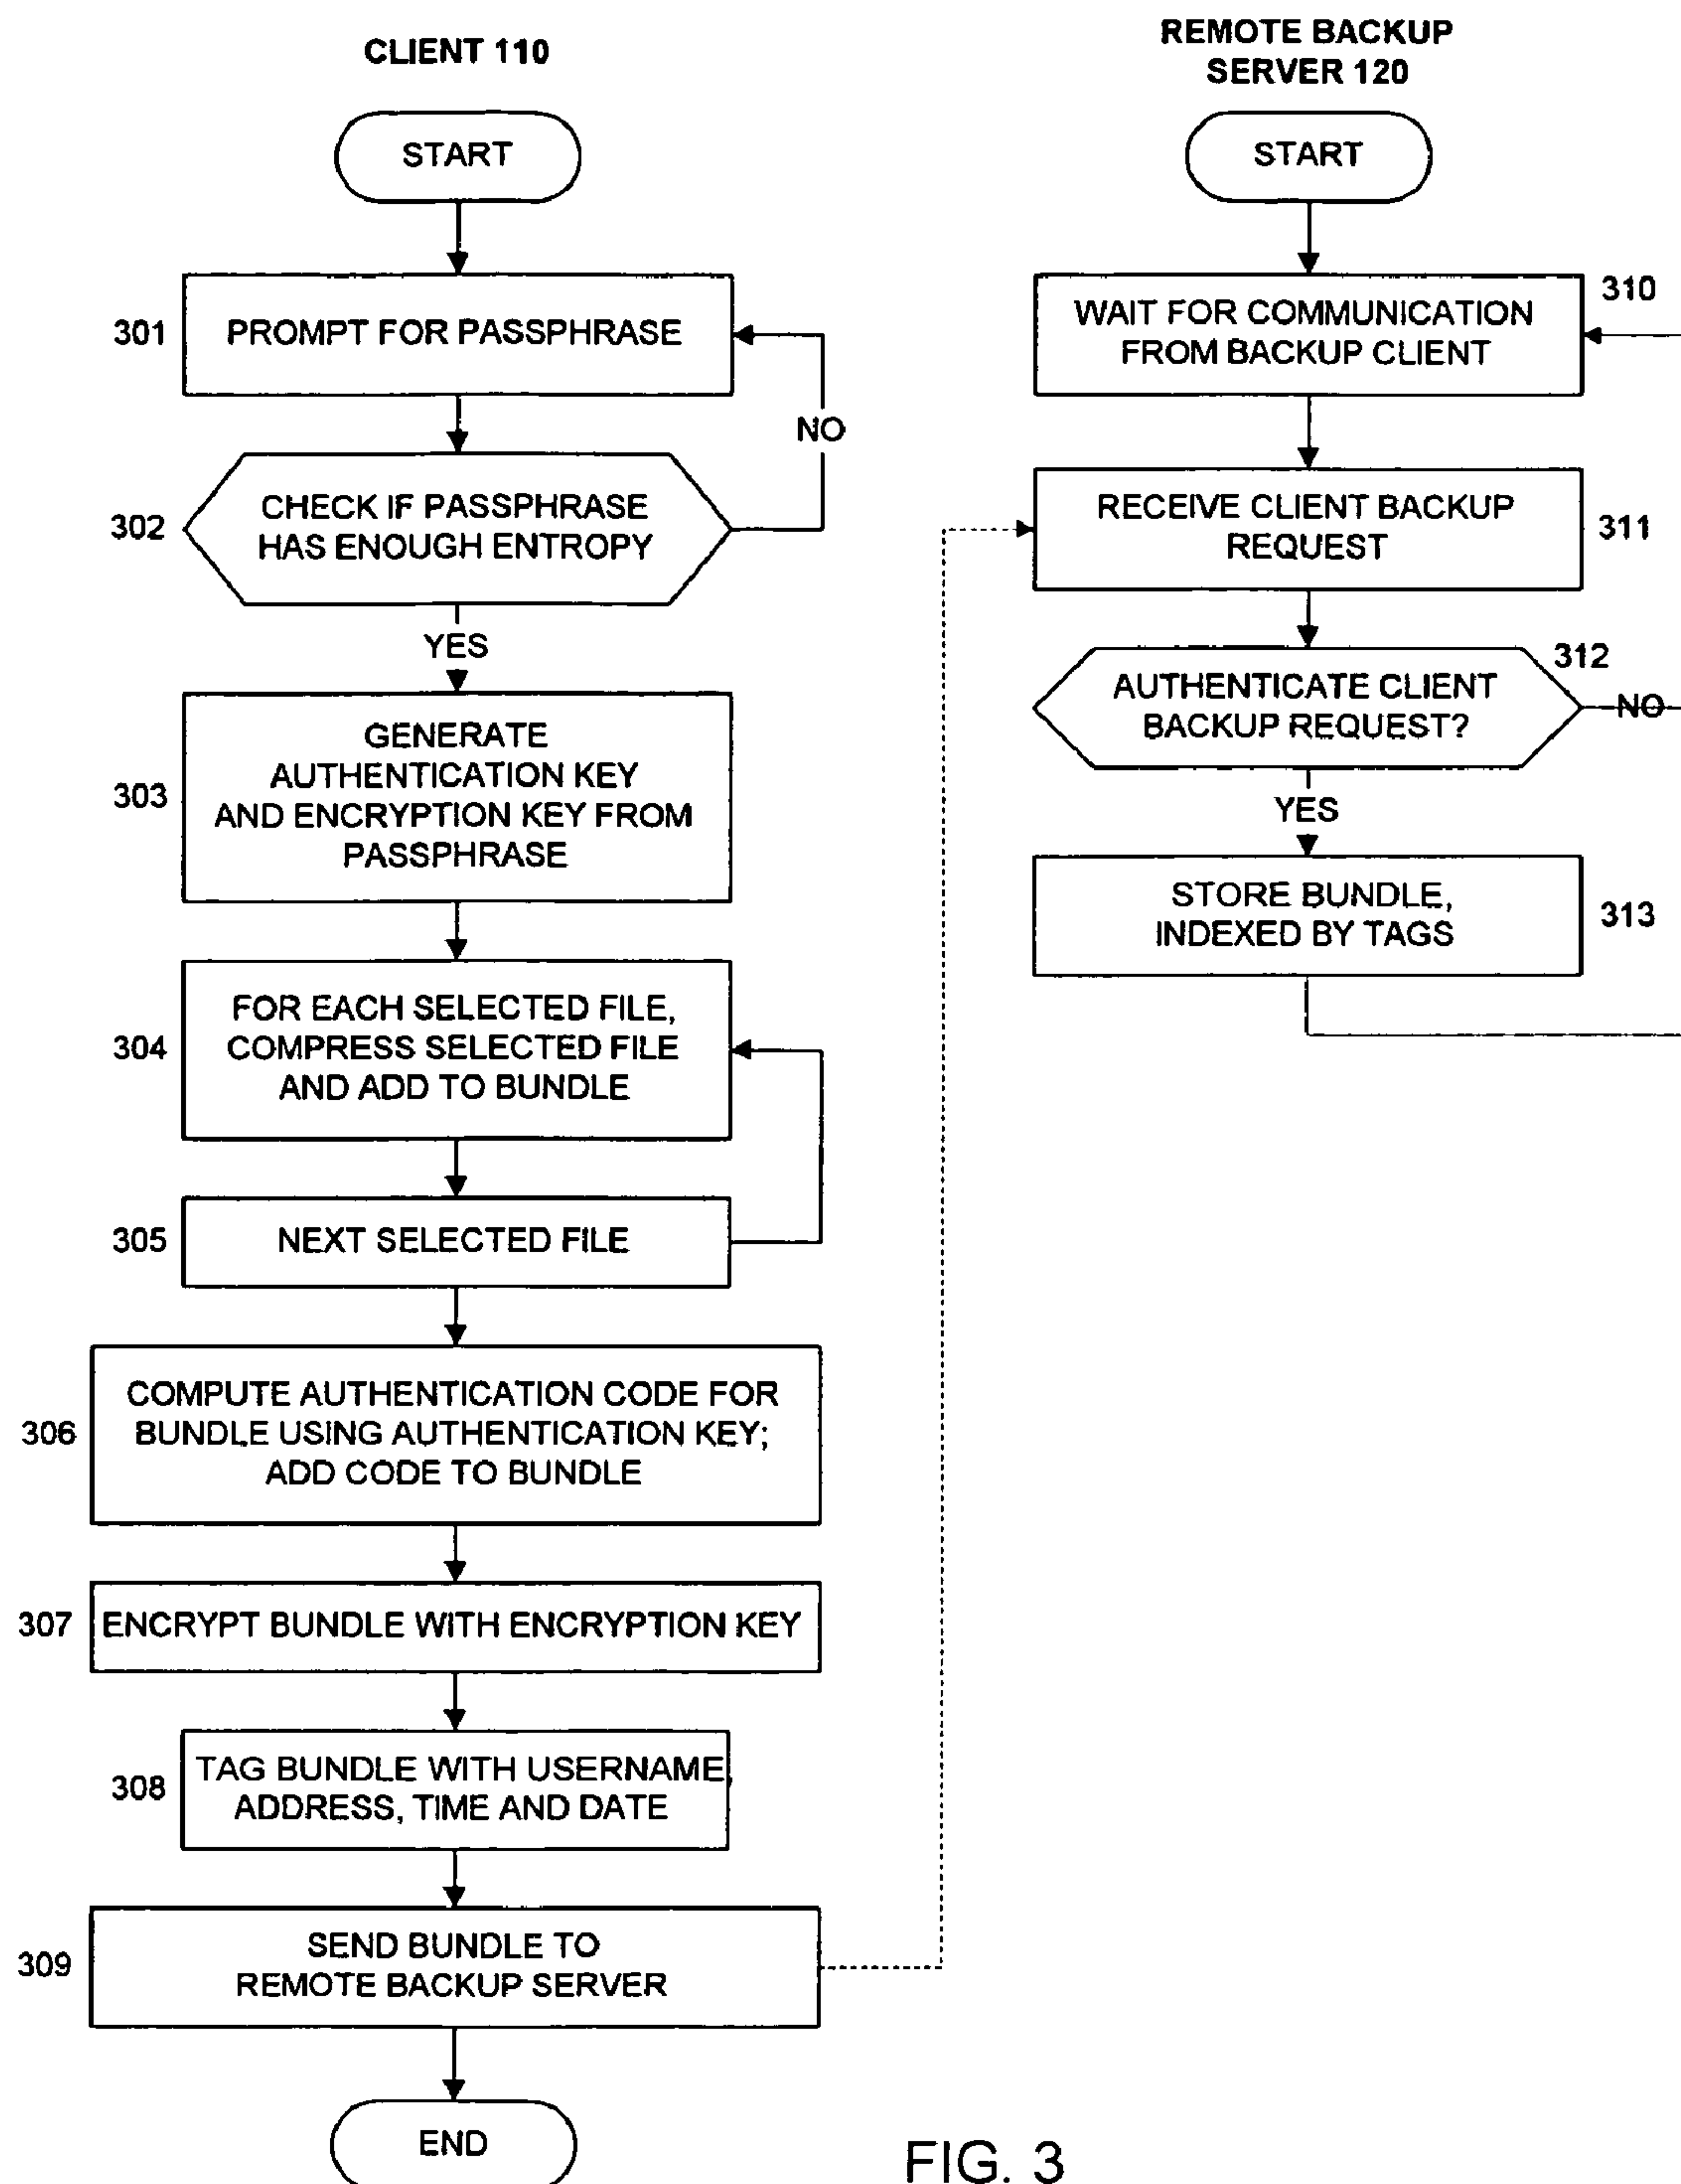 CLIENT 110
START
301
PROMPT FOR PASSPHRASE
NO
302
CHECK IF PASSPHRASE
HAS ENOUGH ENTROPY
YES
303
GENERATE
AUTHENTICATION KEY
AND ENCRYPTION KEY FROM
PASSPHRASE
304
FOR EACH SELECTED FILE,
COMPRESS SELECTED FILE
AND ADD TO BUNDLE
305
NEXT SELECTED FILE
306
COMPUTE AUTHENTICATION CODE FOR
BUNDLE USING AUTHENTICATION KEY;
ADD CODE TO BUNDLE
307
ENCRYPT BUNDLE WITH ENCRYPTION KEY
308
TAG BUNDLE WITH USERNAME,
ADDRESS, TIME AND DATE
309
SEND BUNDLE TO
REMOTE BACKUP SERVER
END
REMOTE BACKUP
SERVER 120
START
310
WAIT FOR COMMUNICATION
FROM BACKUP CLIENT
311
RECEIVE CLIENT BACKUP
REQUEST
312
AUTHENTICATE CLIENT
BACKUP REQUEST?
NO
YES
313
STORE BUNDLE,
INDEXED BY TAGS
FIG. 3